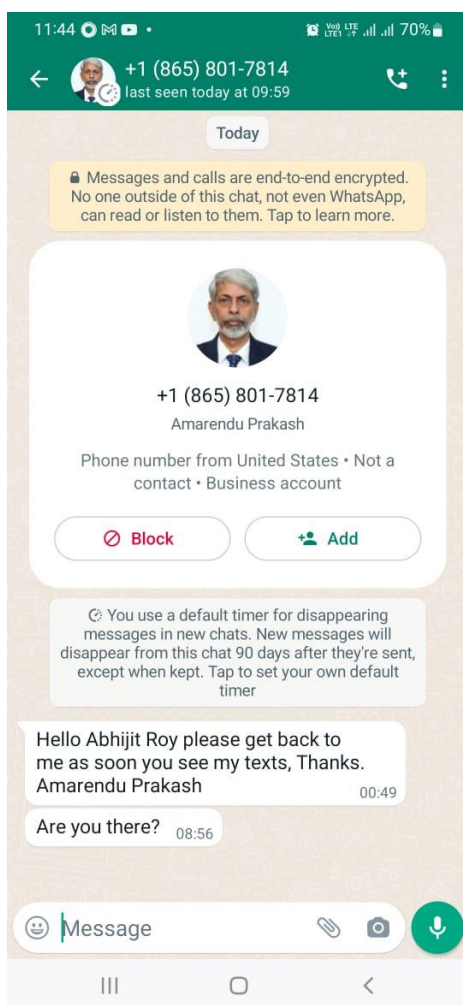 11:44
Vo)) LTE 70%
LTE1
+1 (865) 801-7814
last seen today at 09:59
Today
Messages and calls are end-to-end encrypted.
No one outside of this chat, not even WhatsApp,
can read or listen to them. Tap to learn more.
+1 (865) 801-7814
Amarendu Prakash
Phone number from United States • Not a
contact • Business account
Block
Add
You use a default timer for disappearing
messages in new chats. New messages will
disappear from this chat 90 days after they're sent,
except when kept. Tap to set your own default
timer
Hello Abhijit Roy please get back to
me as soon you see my texts, Thanks.
Amarendu Prakash
00:49
Are you there? 08:56
Message